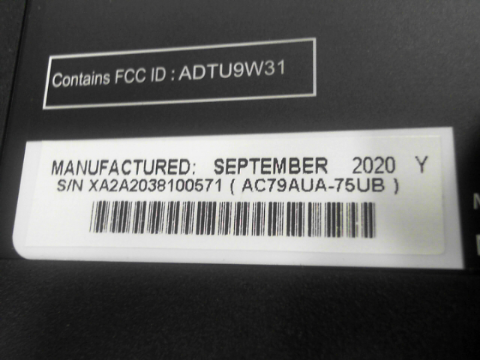 Contains FCC ID : ADTU9W31
MANUFACTURED: SEPTEMBER 2020 Y
S/N XA2A2038100571 ( AC79AUA-75UB )